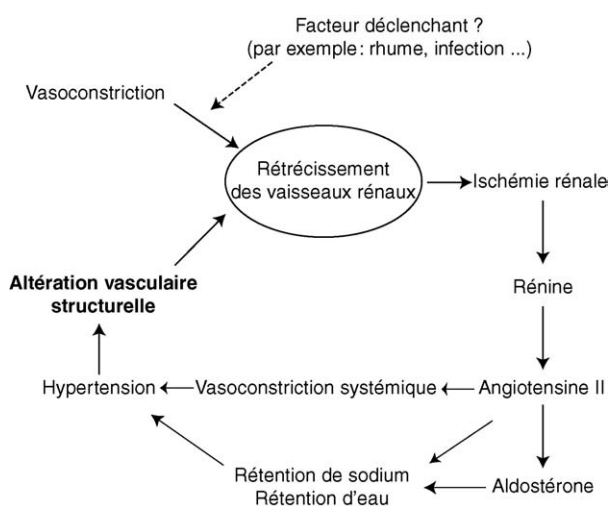 Facteur déclenchant ?
(par exemple: rhume, infection ...)
Vasoconstriction
Rétrécissement
des vaisseaux rénaux
Ischémie rénale
Altération vasculaire
structurelle
Rénine
Hypertension
Vasoconstriction systémique
Angiotensine II
Rétention de sodium
Rétention d'eau
Aldostérone